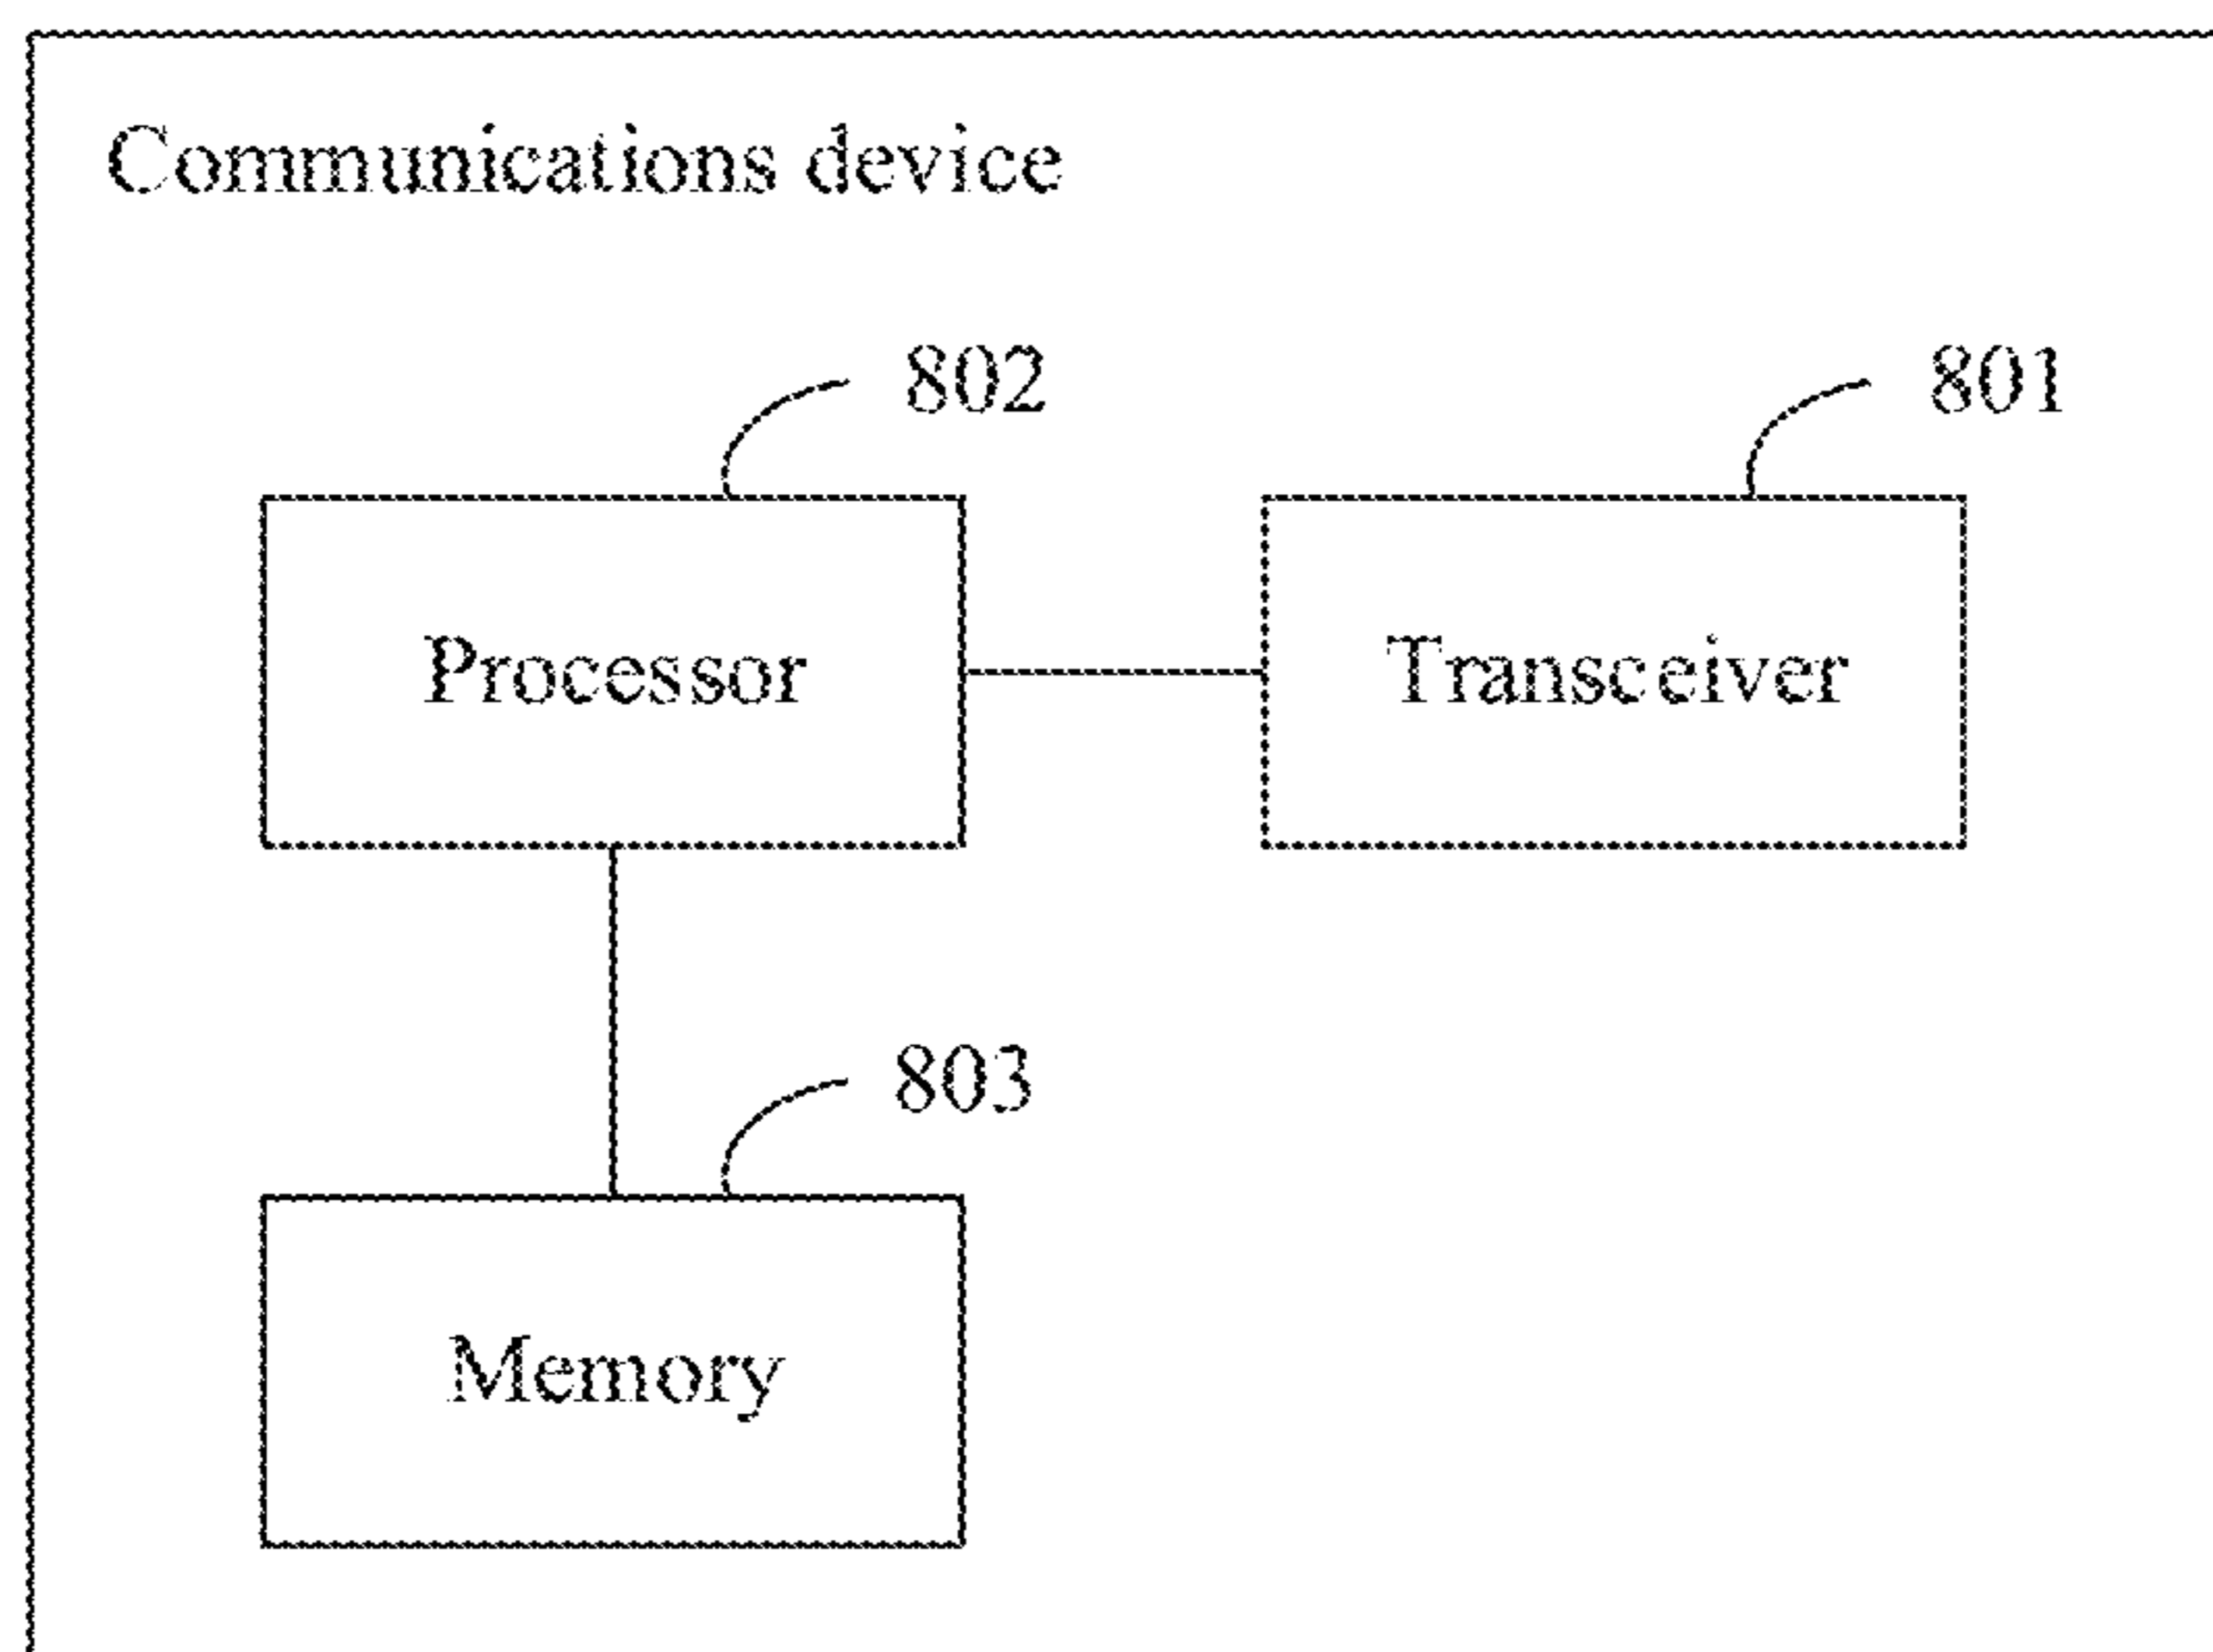 Communications device
802
801
Processor
Transceiver
803
Memory